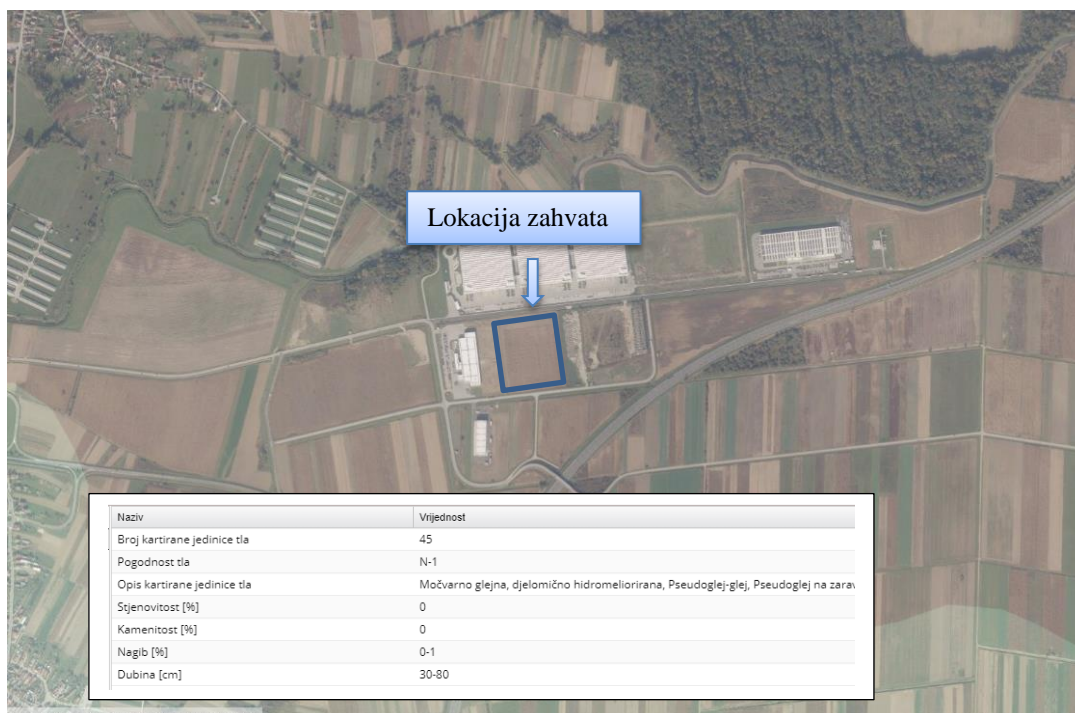 Lokacija zahvata
Naziv Vrijednost
Broj kartirane jedinice tla 45
Pogodnost tla N-1
Opis kartirane jedinice tla Močvarno glejna, djelomično hidromeliorirana, Pseudoglej-glej, Pseudoglej na zarav
Stjenovitost [%] 0
Kamenitost [%] 0
Nagib [%] 0-1
Dubina [cm] 30-80